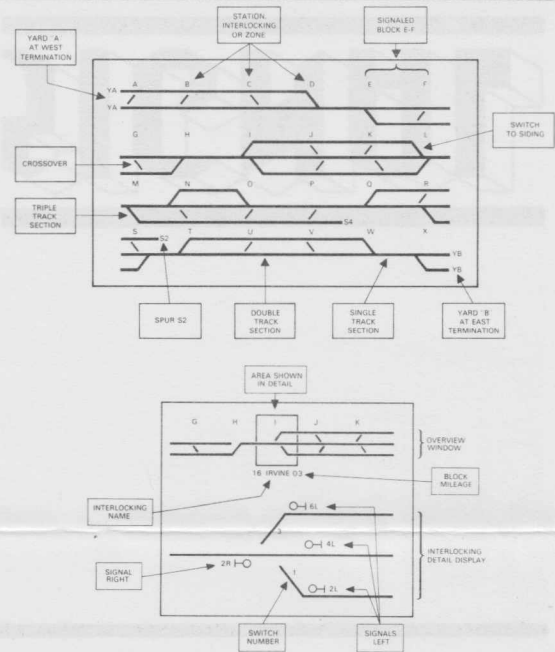 YARD "A"
AT WEST
TERMINATION
STATION,
INTERLOCKING
OR ZONE
SIGNALED
BLOCK E-F
YA
YA
A B C D E F
G H I J K L
SWITCH
TO SIDING
CROSSOVER
M N O P Q R
TRIPLE
TRACK
SECTION
S4
S T U V W X
S2
YB
YB
SPUR S2
DOUBLE
TRACK
SECTION
SINGLE
TRACK
SECTION
YARD 'B'
AT EAST
TERMINATION
AREA SHOWN
IN DETAIL
G H I J K
OVERVIEW
WINDOW
16 IRVINE 03
BLOCK
MILEAGE
INTERLOCKING
NAME
6L
3
4L
INTERLOCKING
DETAIL DISPLAY
SIGNAL
RIGHT
2R
1
2L
SWITCH
NUMBER
SIGNALS
LEFT